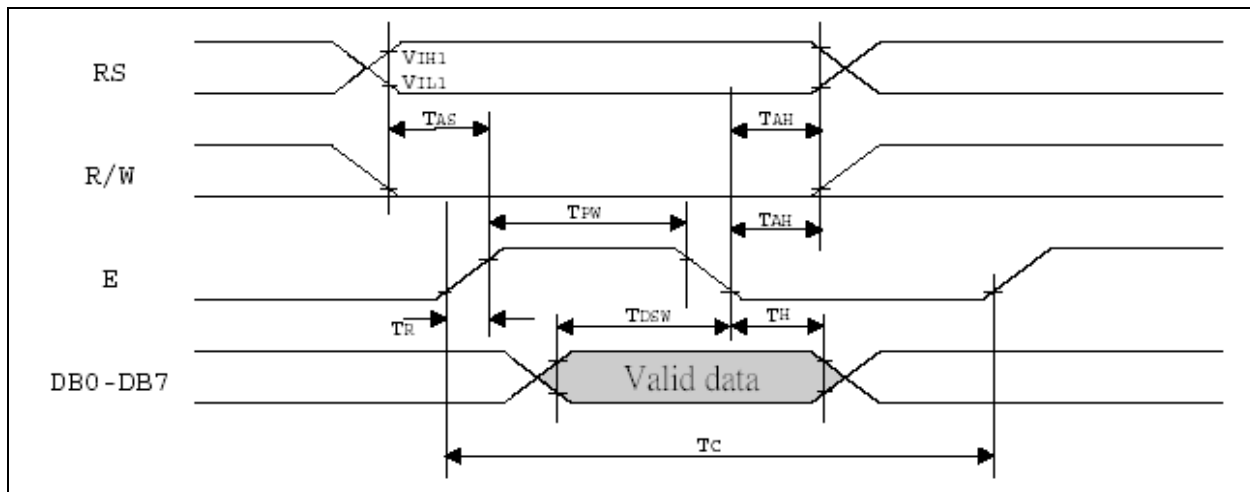 RS
VIH1
VIL1
TAS
TAH
R/W
TPW
TAH
E
TR
TDSW
TH
DB0-DB7
Valid data
TC